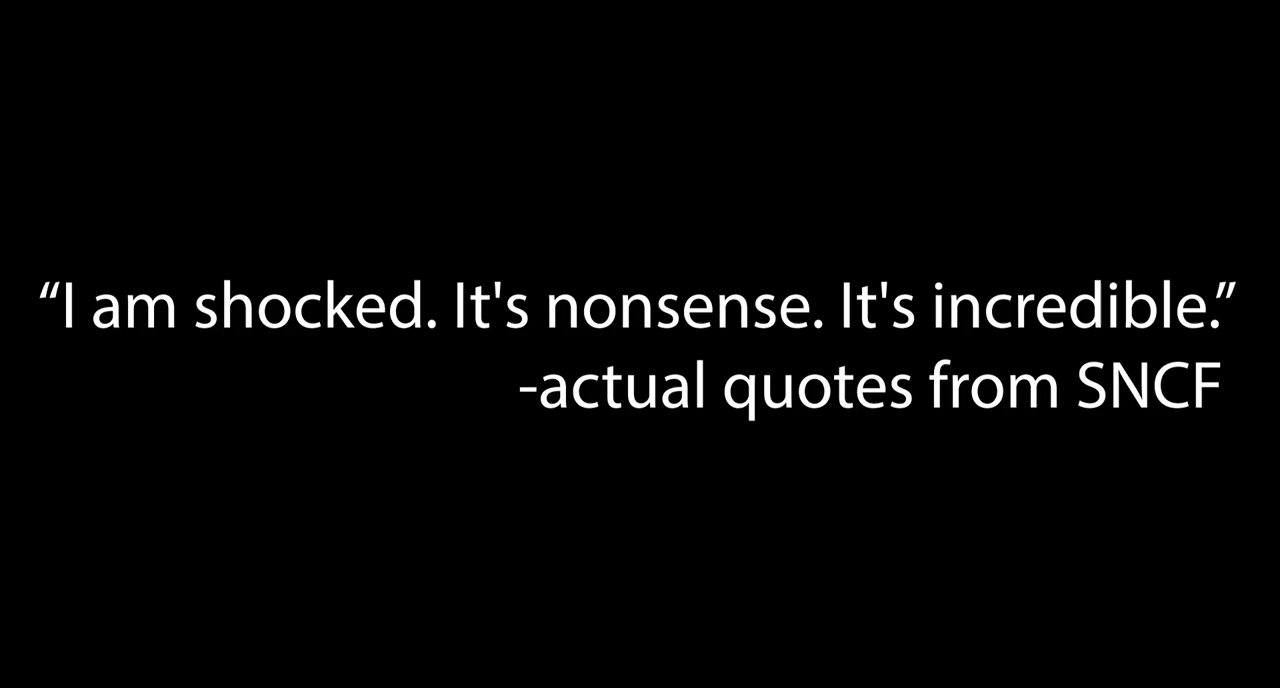 “I am shocked. It's nonsense. It's incredible.”
-actual quotes from SNCF